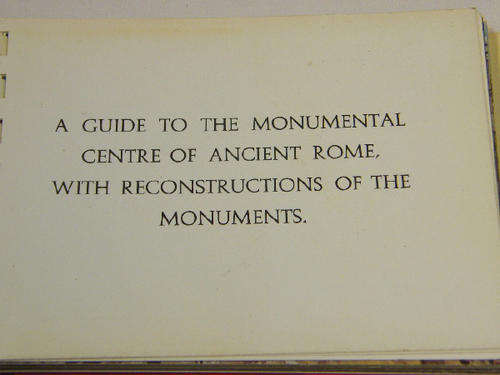 A GUIDE TO THE MONUMENTAL
CENTRE OF ANCIENT ROME,
WITH RECONSTRUCTIONS OF THE
MONUMENTS.